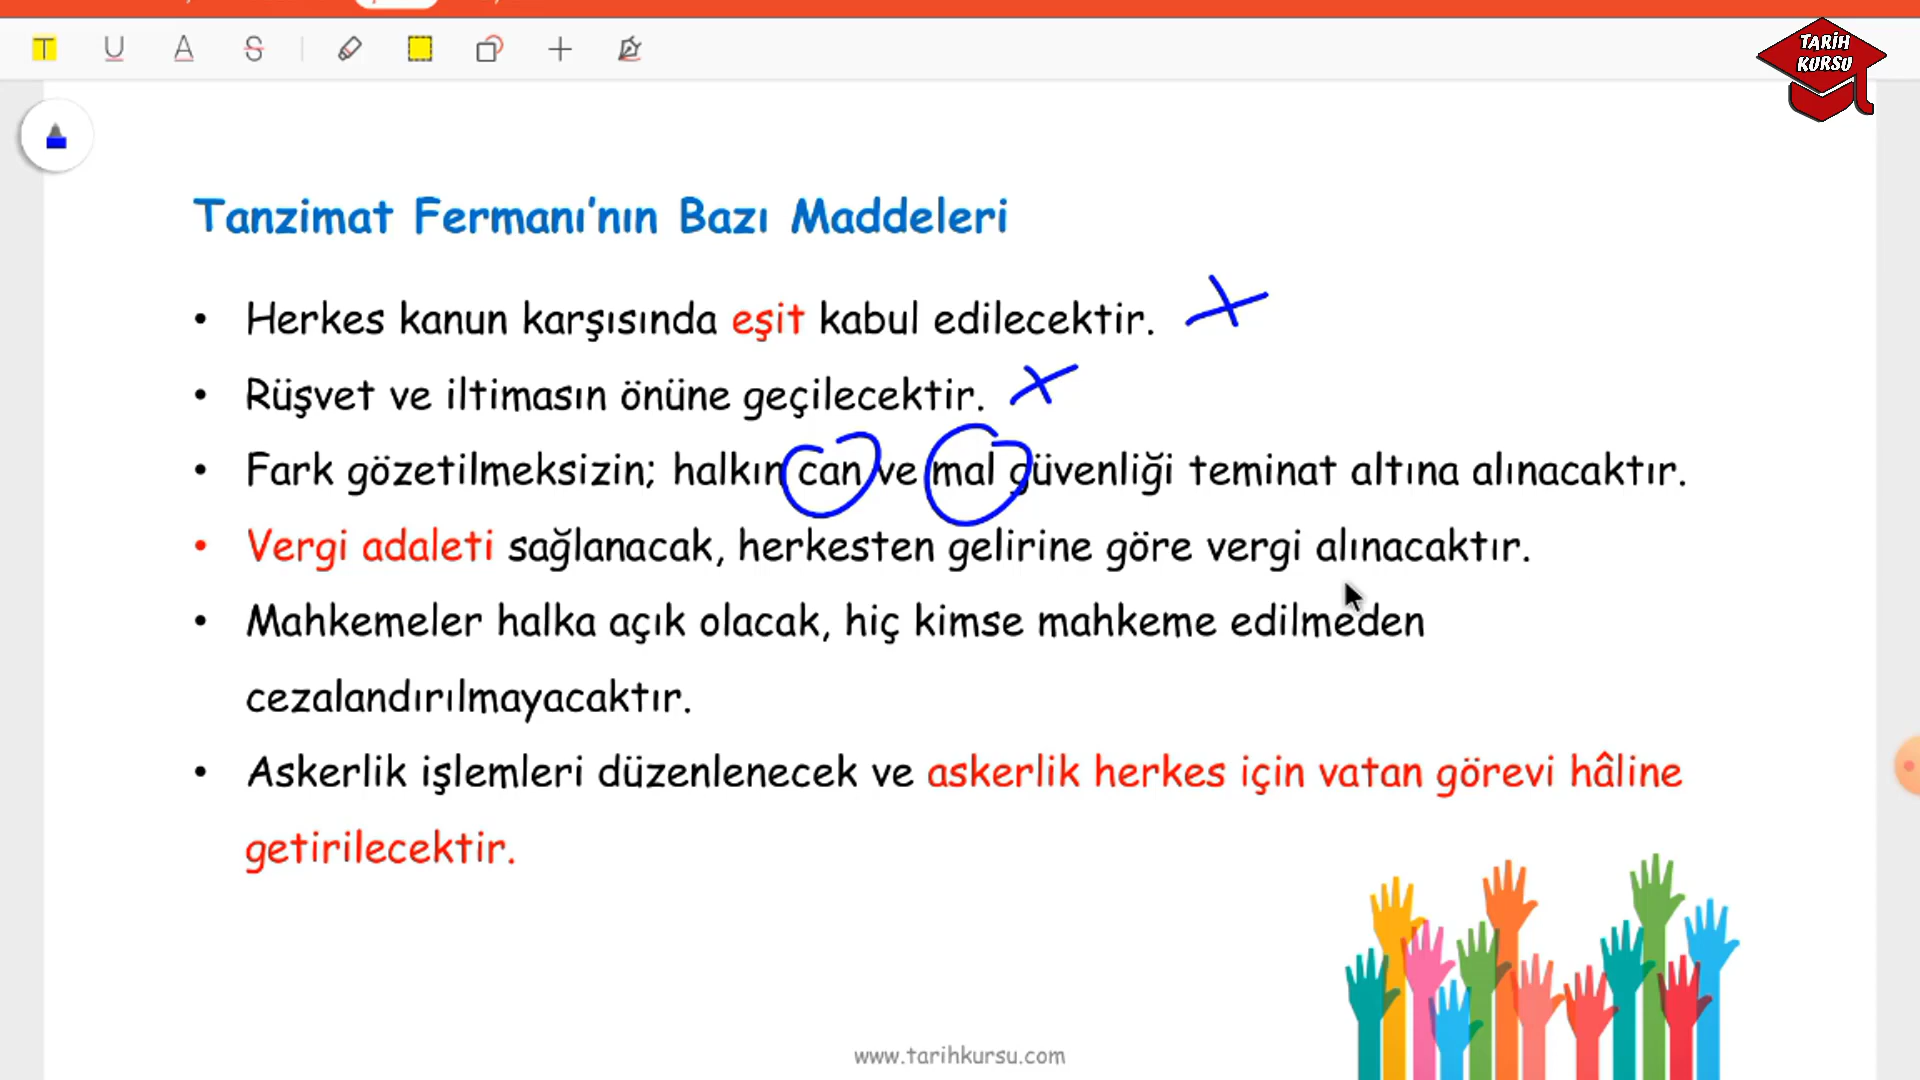 TARİH
KURSU
Tanzimat Fermanı'nın Bazı Maddeleri
• Herkes kanun karşısında eşit kabul edilecektir.
• Rüşvet ve iltimasın önüne geçilecektir.
• Fark gözetilmeksizin; halkın can ve mal güvenliği teminat altına alınacaktır.
• Vergi adaleti sağlanacak, herkesten gelirine göre vergi alınacaktır.
• Mahkemeler halka açık olacak, hiç kimse mahkeme edilmeden
cezalandırılmayacaktır.
• Askerlik işlemleri düzenlenecek ve askerlik herkes için vatan görevi hâline
getirilecektir.
www.tarihkursu.com